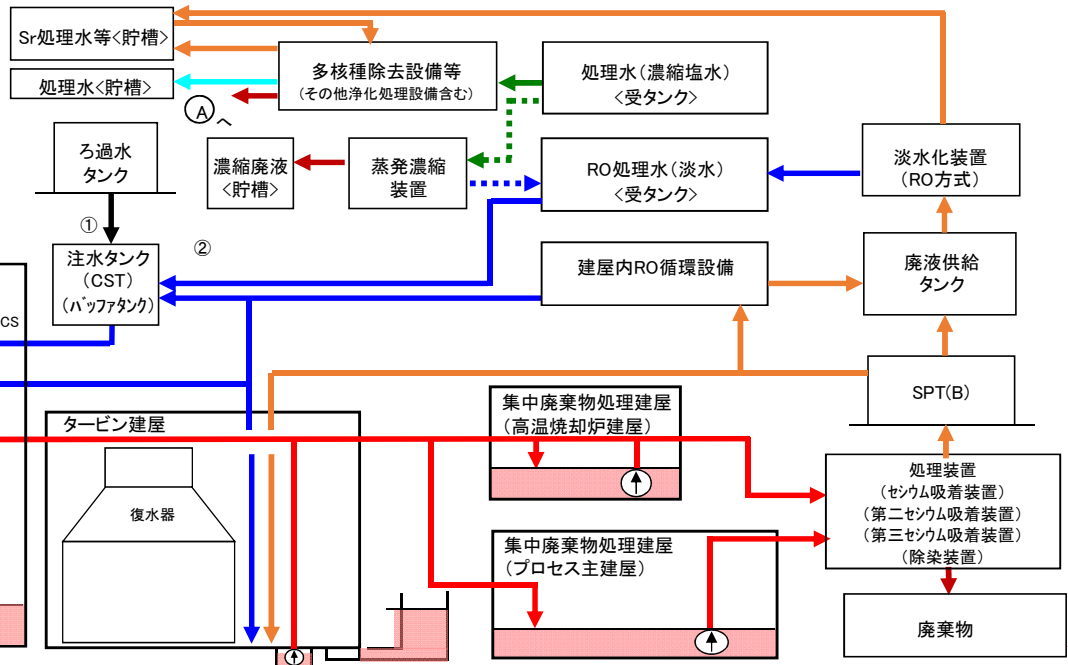 Sr処理水等<貯槽>
処理水<貯槽>
多核種除去設備等
(その他浄化処理設備含む)
処理水(濃縮塩水)
<受タンク>
Aへ
ろ過水
タンク
濃縮廃液
<貯槽>
蒸発濃縮
装置
RO処理水(淡水)
<受タンク>
淡水化装置
(RO方式)
①
②
注水タンク
(CST)
(バッファタンク)
建屋内RO循環設備
廃液供給
タンク
CS
SPT(B)
タービン建屋
復水器
集中廃棄物処理建屋
(高温焼却炉建屋)
処理装置
(セシウム吸着装置)
(第二セシウム吸着装置)
(第三セシウム吸着装置)
(除染装置)
集中廃棄物処理建屋
(プロセス主建屋)
廃棄物